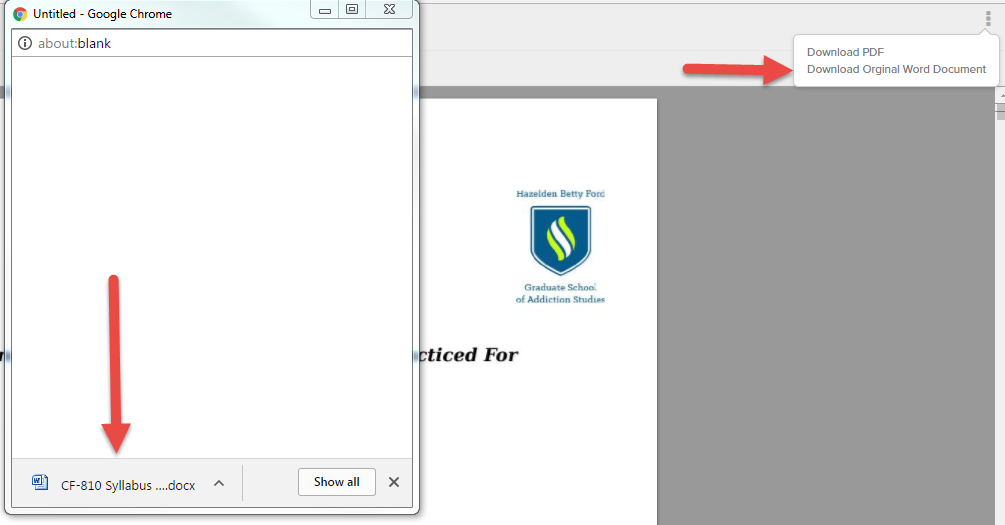 Untitled - Google Chrome
about:blank
Download PDF
Download Orginal Word Document
Hazelden Betty Ford
Graduate School
of Addiction Studies
cticed For
CF-810 Syllabus ....docx
Show all